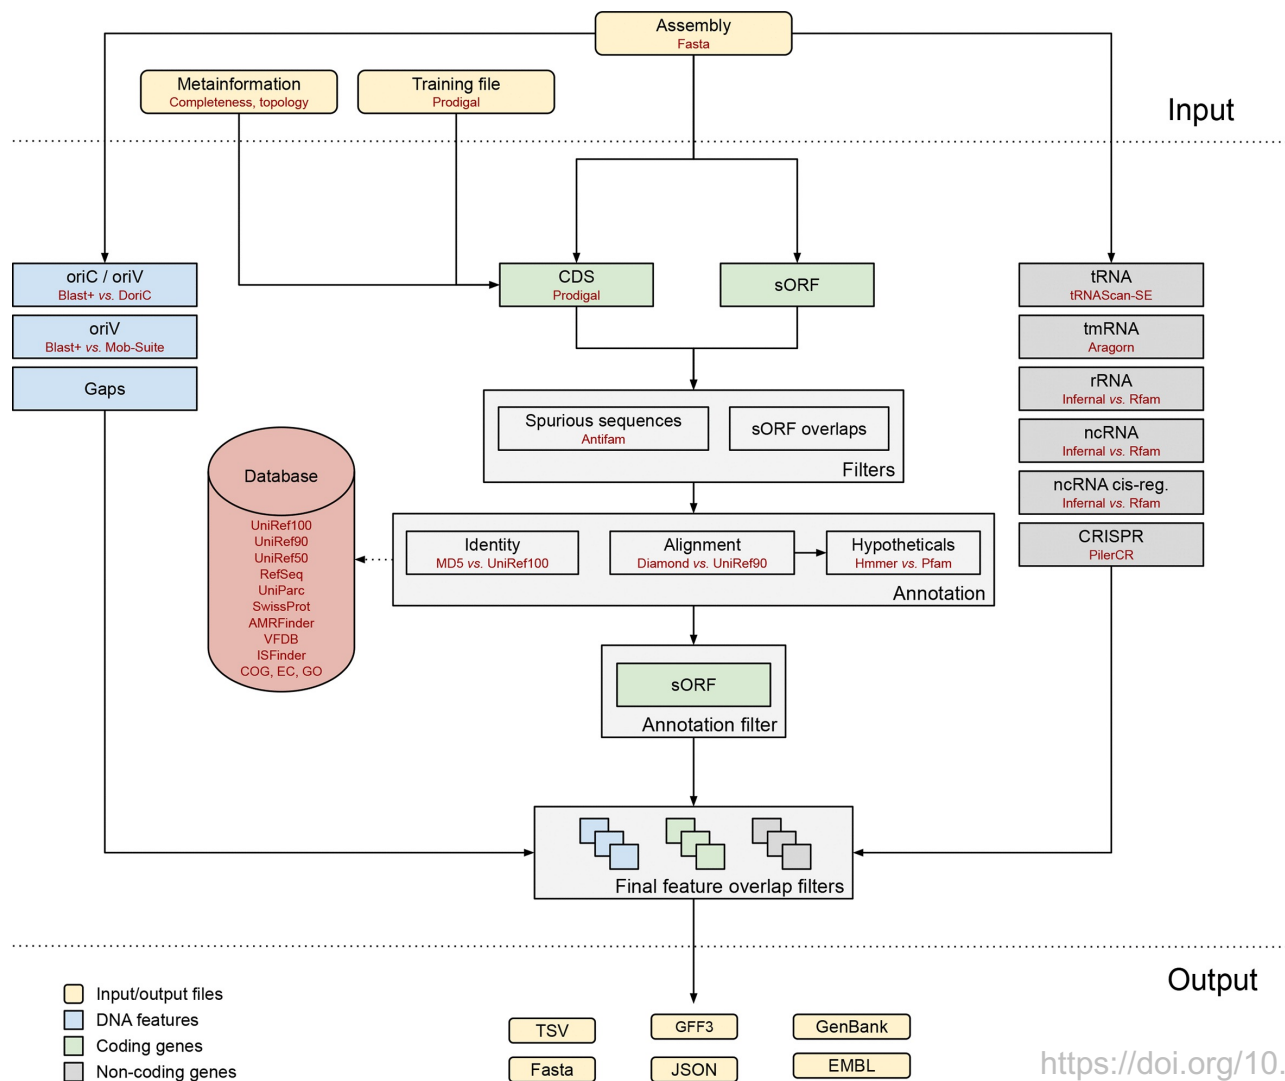 Assembly
Fasta
Metainformation
Completeness, topology
Training file
Prodigal
Input
oriC / oriV
Blast+ vs. DoriC
oriV
Blast+ vs. Mob-Suite
Gaps
CDS
Prodigal
sORF
tRNA
tRNAScan-SE
tmRNA
Aragorn
rRNA
Infernal vs. Rfam
ncRNA
Infernal vs. Rfam
ncRNA cis-reg.
Infernal vs. Rfam
CRISPR
PilerCR
Spurious sequences
Antifam
sORF overlaps
Filters
Database
UniRef100
UniRef90
UniRef50
RefSeq
UniParc
SwissProt
AMRFinder
VFDB
ISFinder
COG, EC, GO
Identity
MD5 vs. UniRef100
Alignment
Diamond vs. UniRef90
Hypotheticals
Hmmer vs. Pfam
Annotation
sORF
Annotation filter
Final feature overlap filters
Output
Input/output files
DNA features
Coding genes
Non-coding genes
TSV
GFF3
GenBank
Fasta
JSON
EMBL
https://doi.org/10.